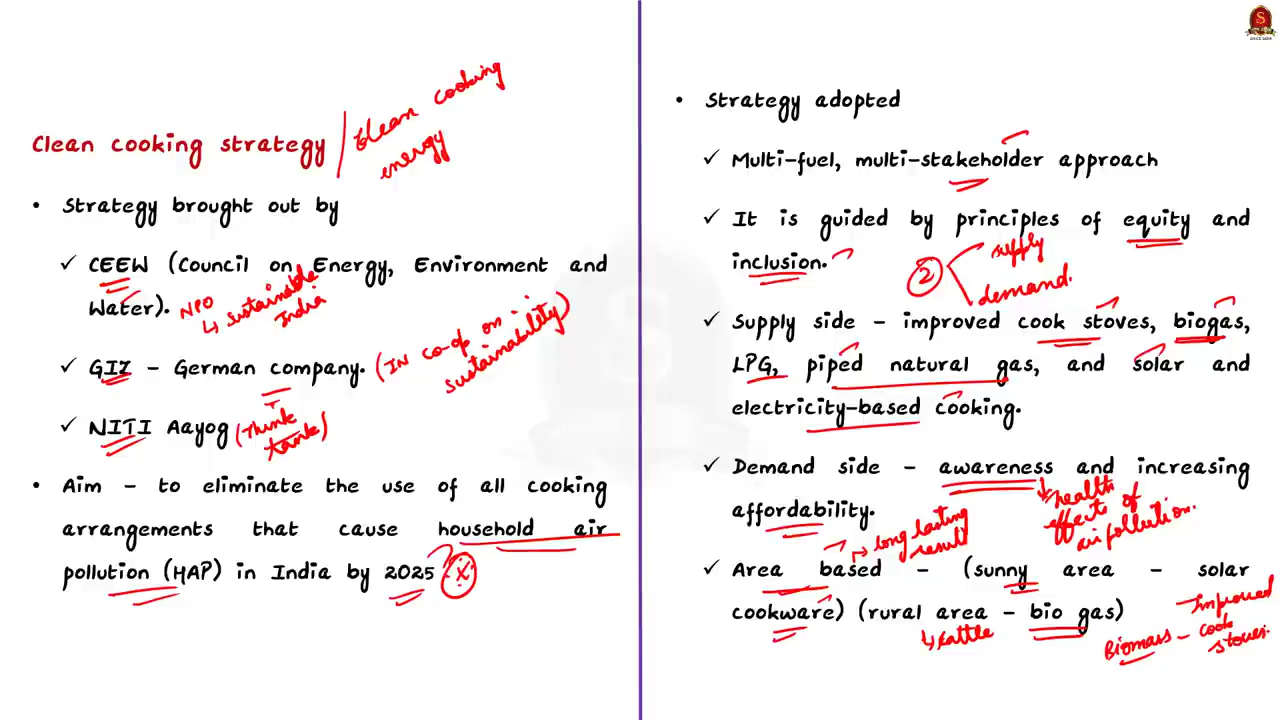 Clean cooking strategy
clean cooking
energy
• Strategy brought out by
✓ CEEW (Council on Energy, Environment and
Water).
NPO
↳ sustainable
India
✓ GIZ – German company.
(IN co-op on
sustainability)
✓ NITI Aayog
(Think
tank)
• Aim – to eliminate the use of all cooking
arrangements that cause household air
pollution (HAP) in India by 2025
• Strategy adopted
✓ Multi-fuel, multi-stakeholder approach
✓ It is guided by principles of equity and
inclusion.
2
supply
demand.
✓ Supply side – improved cook stoves, biogas,
LPG, piped natural gas, and solar and
electricity-based cooking.
✓ Demand side – awareness and increasing
affordability.
health
effects of
air pollution.
long lasting
result
✓ Area based – (sunny area – solar
cookware) (rural area – bio gas)
↳ cattle
Biomass – Improved
cook
stoves.